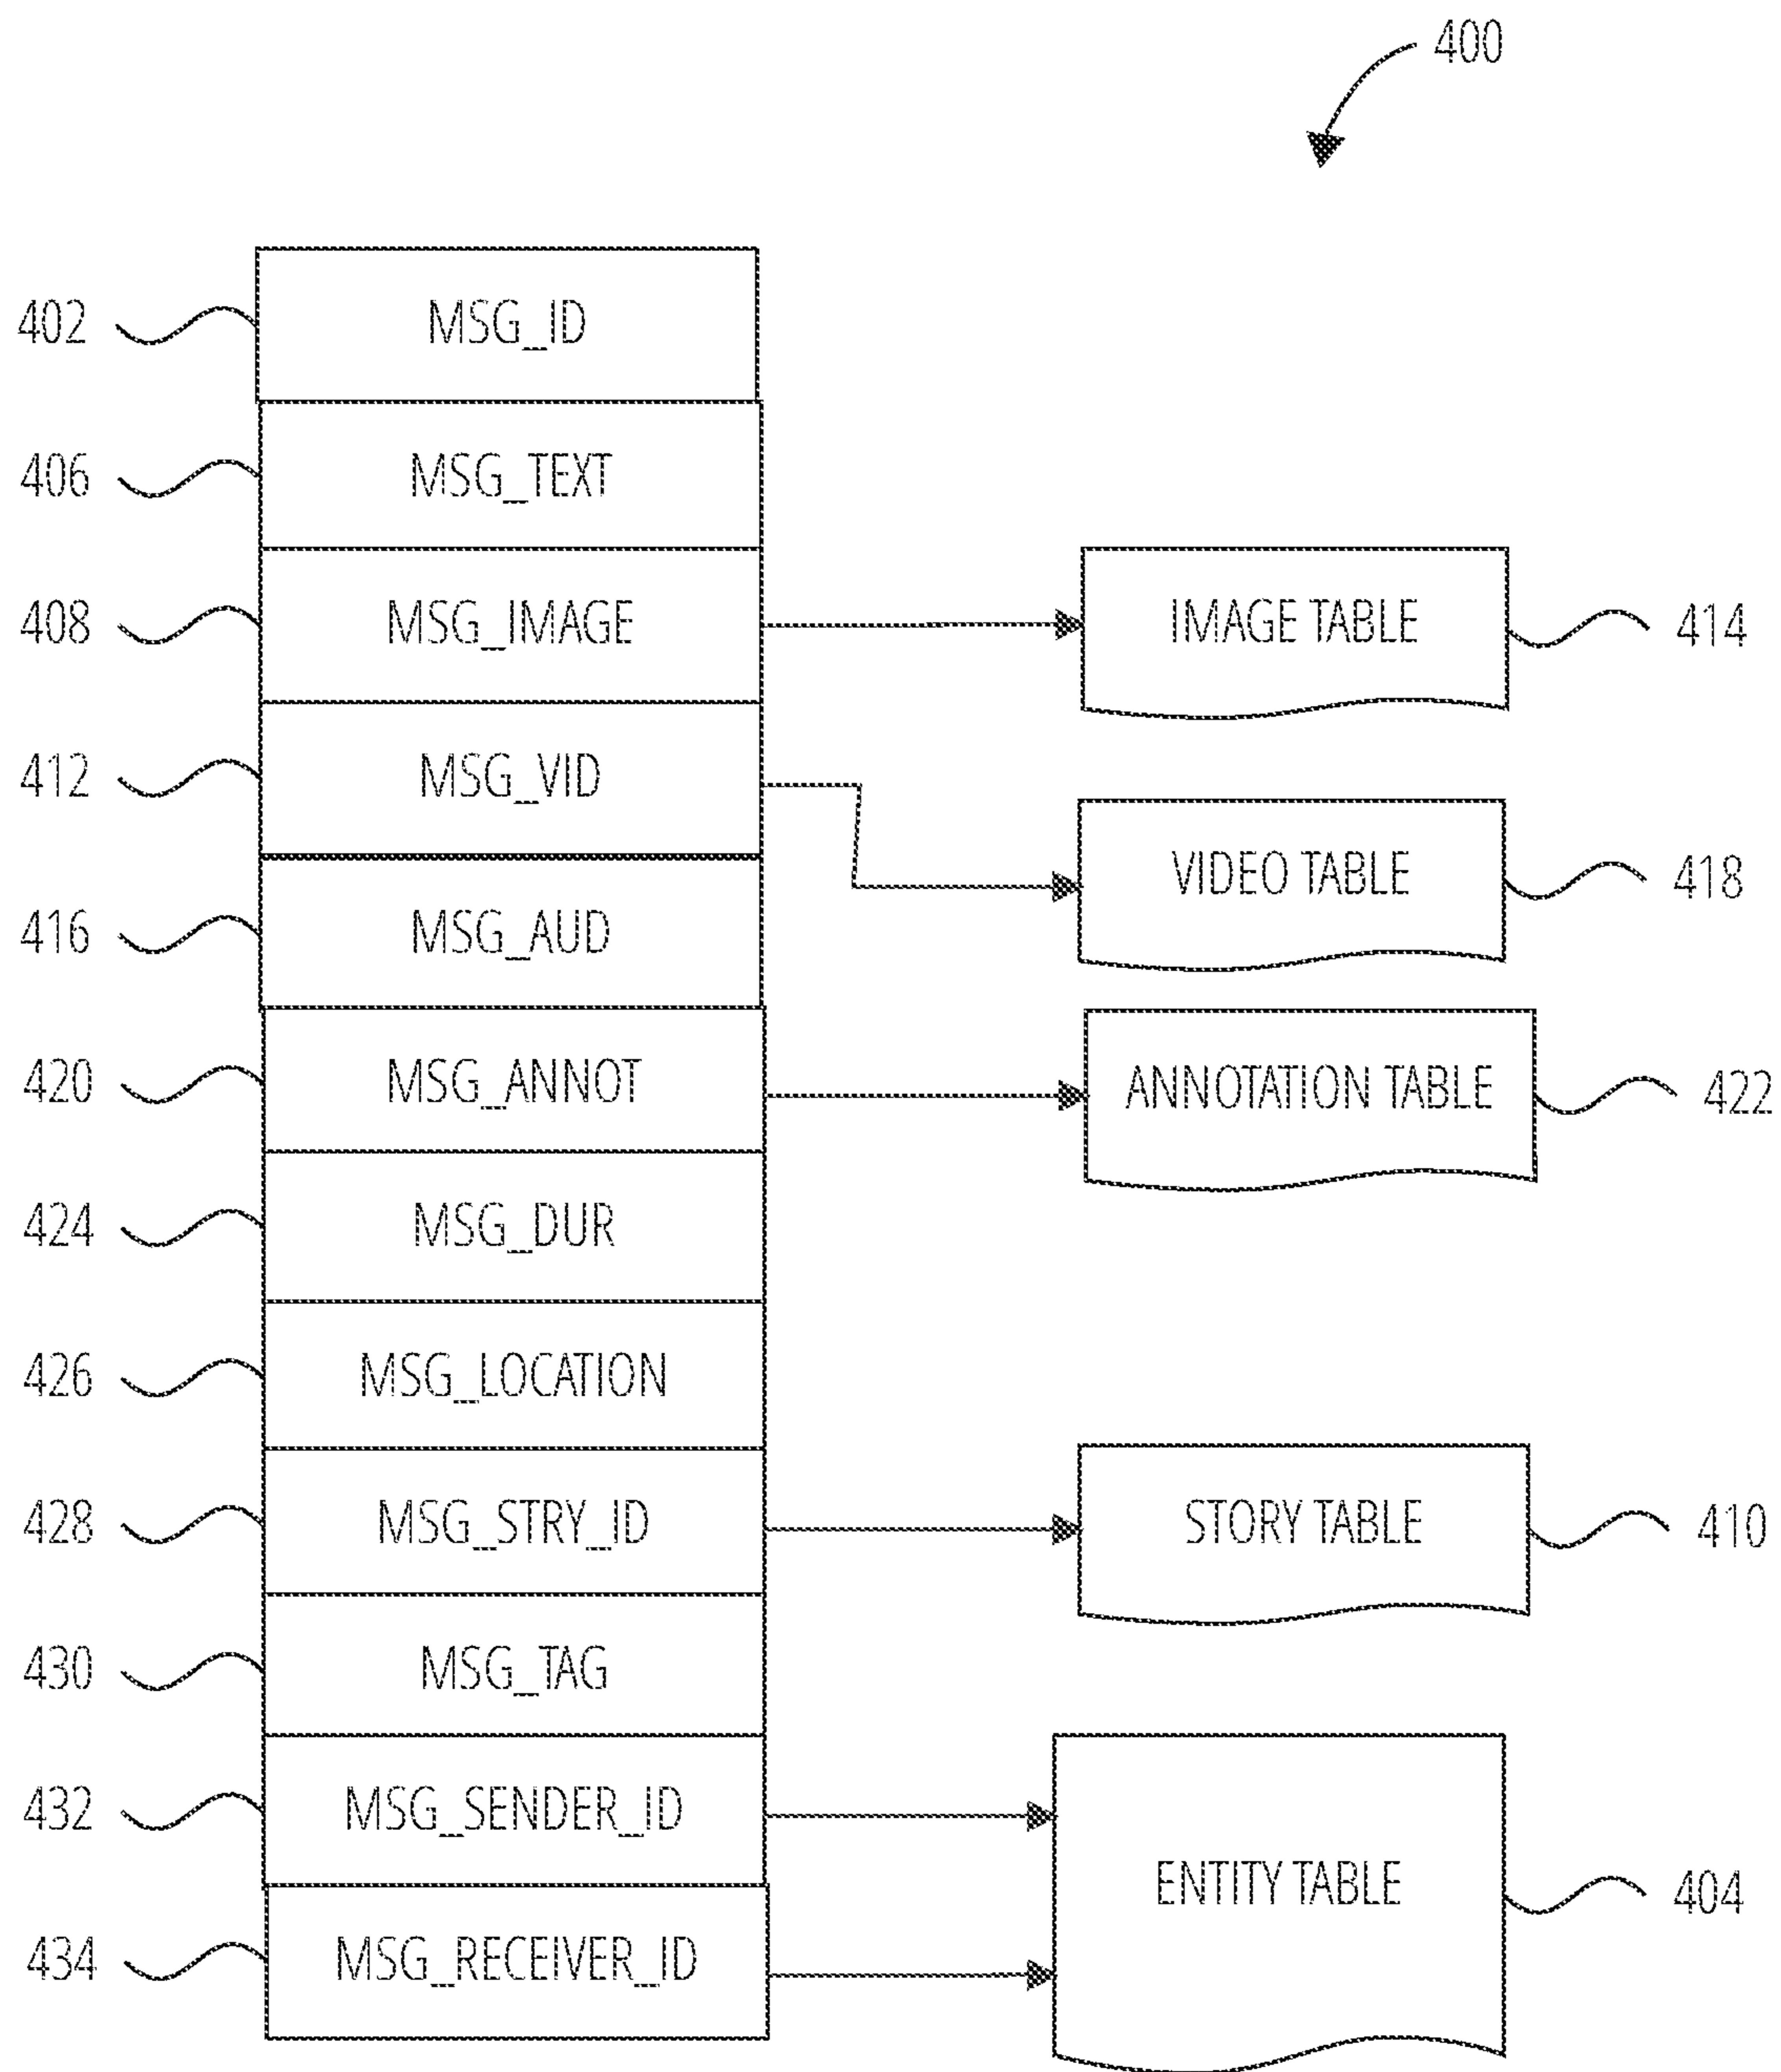 400
402 MSG_ID
406 MSG_TEXT
408 MSG_IMAGE IMAGE TABLE 414
412 MSG_VID
VIDEO TABLE 418
416 MSG_AUD
420 MSG_ANNOT ANNOTATION TABLE 422
424 MSG_DUR
426 MSG_LOCATION
428 MSG_STRY_ID STORY TABLE 410
430 MSG_TAG
432 MSG_SENDER_ID
ENTITY TABLE 404
434 MSG_RECEIVER_ID